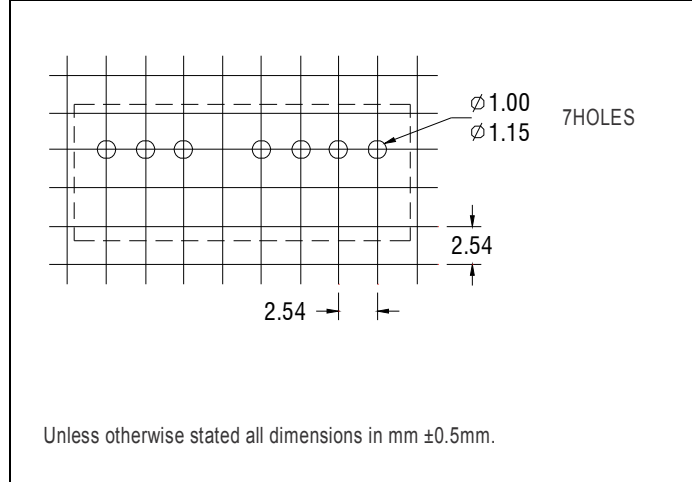 ⌀1.00
⌀1.15
7HOLES
2.54
2.54
Unless otherwise stated all dimensions in mm ±0.5mm.